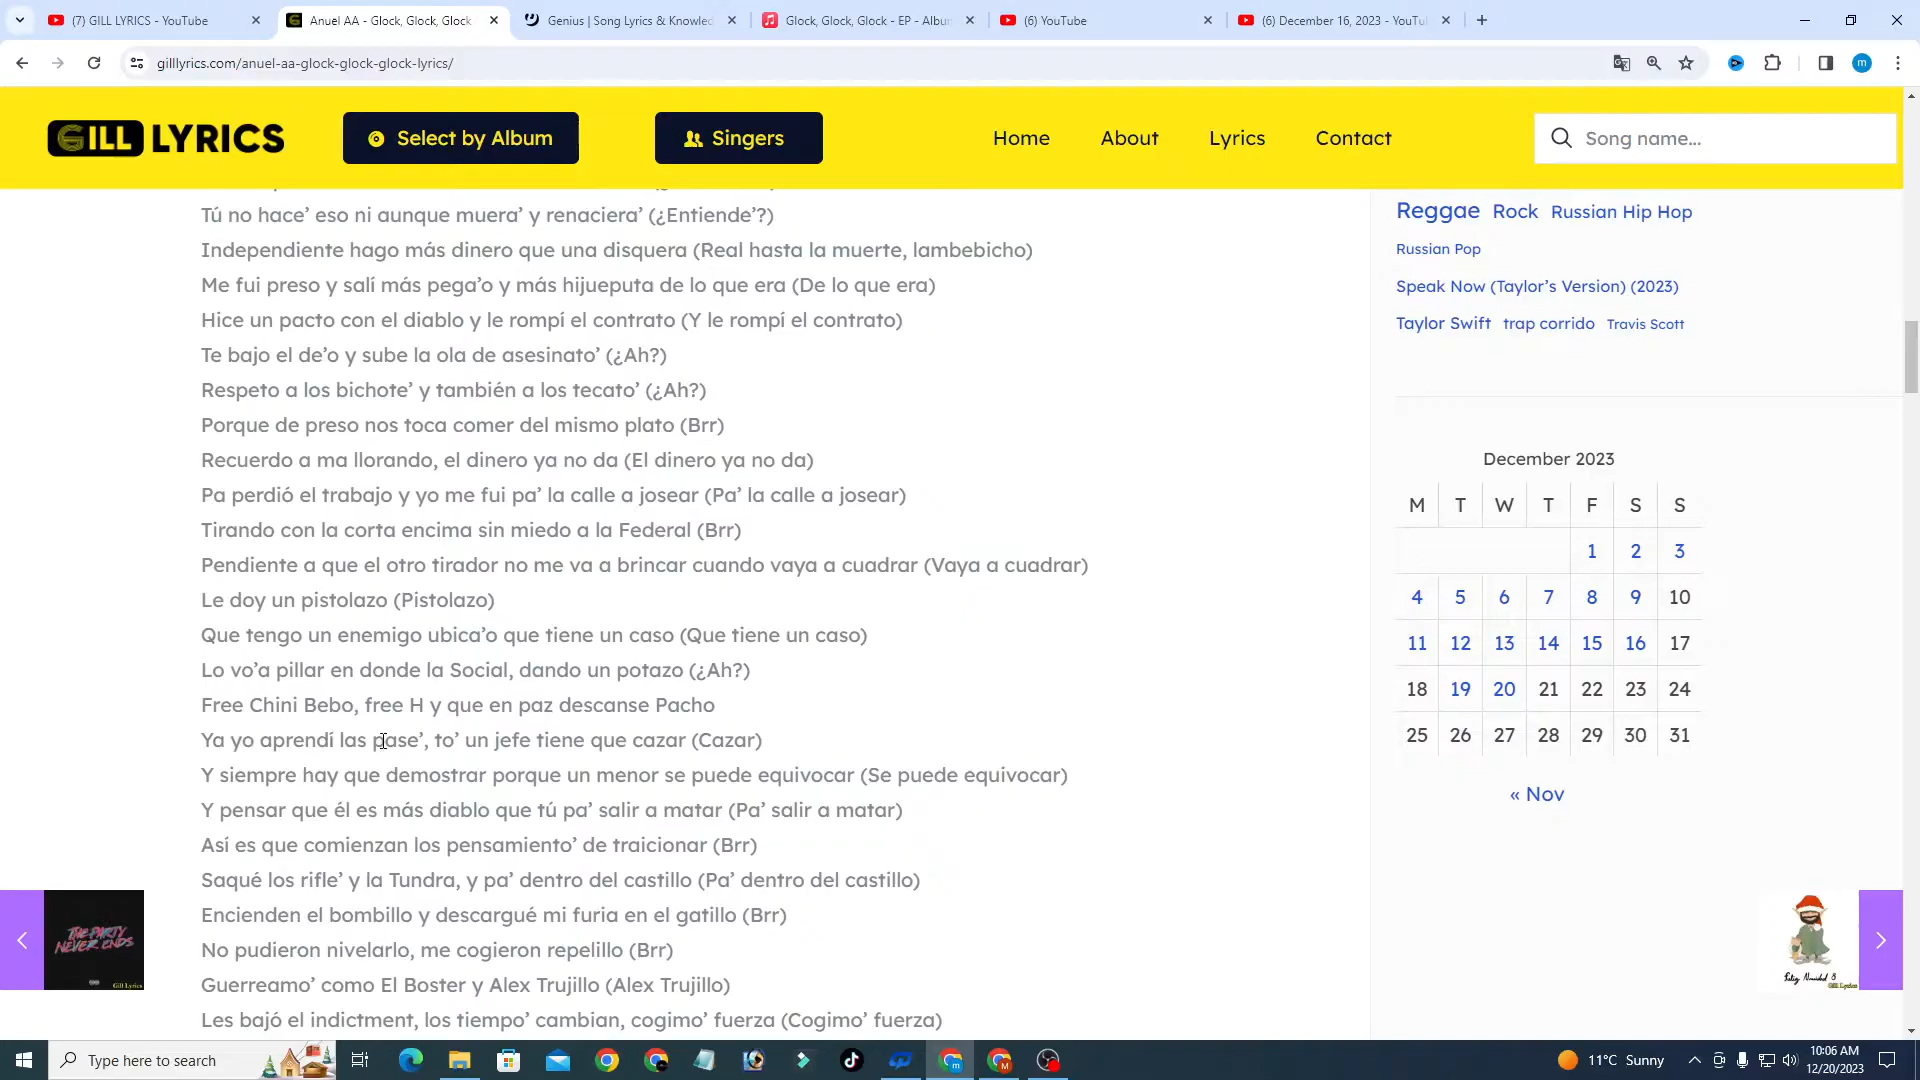 (7) GILL LYRICS - YouTube
Anuel AA - Glock, Glock, Glock
Genius | Song Lyrics & Knowled
Glock, Glock, Glock - EP - Albu
(6) YouTube
(6) December 16, 2023 - YouTu
gilllyrics.com/anuel-aa-glock-glock-glock-lyrics/
GILL LYRICS
Select by Album
Singers
Home
About
Lyrics
Contact
Song name...
Tú no hace’ eso ni aunque muera’ y renaciera’ (¿Entiende’?)
Independiente hago más dinero que una disquera (Real hasta la muerte, lambebicho)
Me fui preso y salí más pega’o y más hijueputa de lo que era (De lo que era)
Hice un pacto con el diablo y le rompí el contrato (Y le rompí el contrato)
Te bajo el de’o y sube la ola de asesinato’ (¿Ah?)
Respeto a los bichote’ y también a los tecato’ (¿Ah?)
Porque de preso nos toca comer del mismo plato (Brr)
Recuerdo a ma llorando, el dinero ya no da (El dinero ya no da)
Pa perdió el trabajo y yo me fui pa’ la calle a josear (Pa’ la calle a josear)
Tirando con la corta encima sin miedo a la Federal (Brr)
Pendiente a que el otro tirador no me va a brincar cuando vaya a cuadrar (Vaya a cuadrar)
Le doy un pistolazo (Pistolazo)
Que tengo un enemigo ubica’o que tiene un caso (Que tiene un caso)
Lo vo’a pillar en donde la Social, dando un potazo (¿Ah?)
Free Chini Bebo, free H y que en paz descanse Pacho
Ya yo aprendí las pase’, to’ un jefe tiene que cazar (Cazar)
Y siempre hay que demostrar porque un menor se puede equivocar (Se puede equivocar)
Y pensar que él es más diablo que tú pa’ salir a matar (Pa’ salir a matar)
Así es que comienzan los pensamiento’ de traicionar (Brr)
Saqué los rifle’ y la Tundra, y pa’ dentro del castillo (Pa’ dentro del castillo)
Encienden el bombillo y descargué mi furia en el gatillo (Brr)
No pudieron nivelarlo, me cogieron repelillo (Brr)
Guerreamo’ como El Boster y Alex Trujillo (Alex Trujillo)
Les bajó el indictment, los tiempo’ cambian, cogimo’ fuerza (Cogimo’ fuerza)
Reggae Rock Russian Hip Hop
Russian Pop
Speak Now (Taylor’s Version) (2023)
Taylor Swift trap corrido Travis Scott
December 2023
M T W T F S S
1 2 3
4 5 6 7 8 9 10
11 12 13 14 15 16 17
18 19 20 21 22 23 24
25 26 27 28 29 30 31
« Nov
THE PARTY
NEVER ENDS
Gill Lyrics
Feliz Navidad 8
Gill Lyrics
Type here to search
11°C Sunny
10:06 AM
12/20/2023